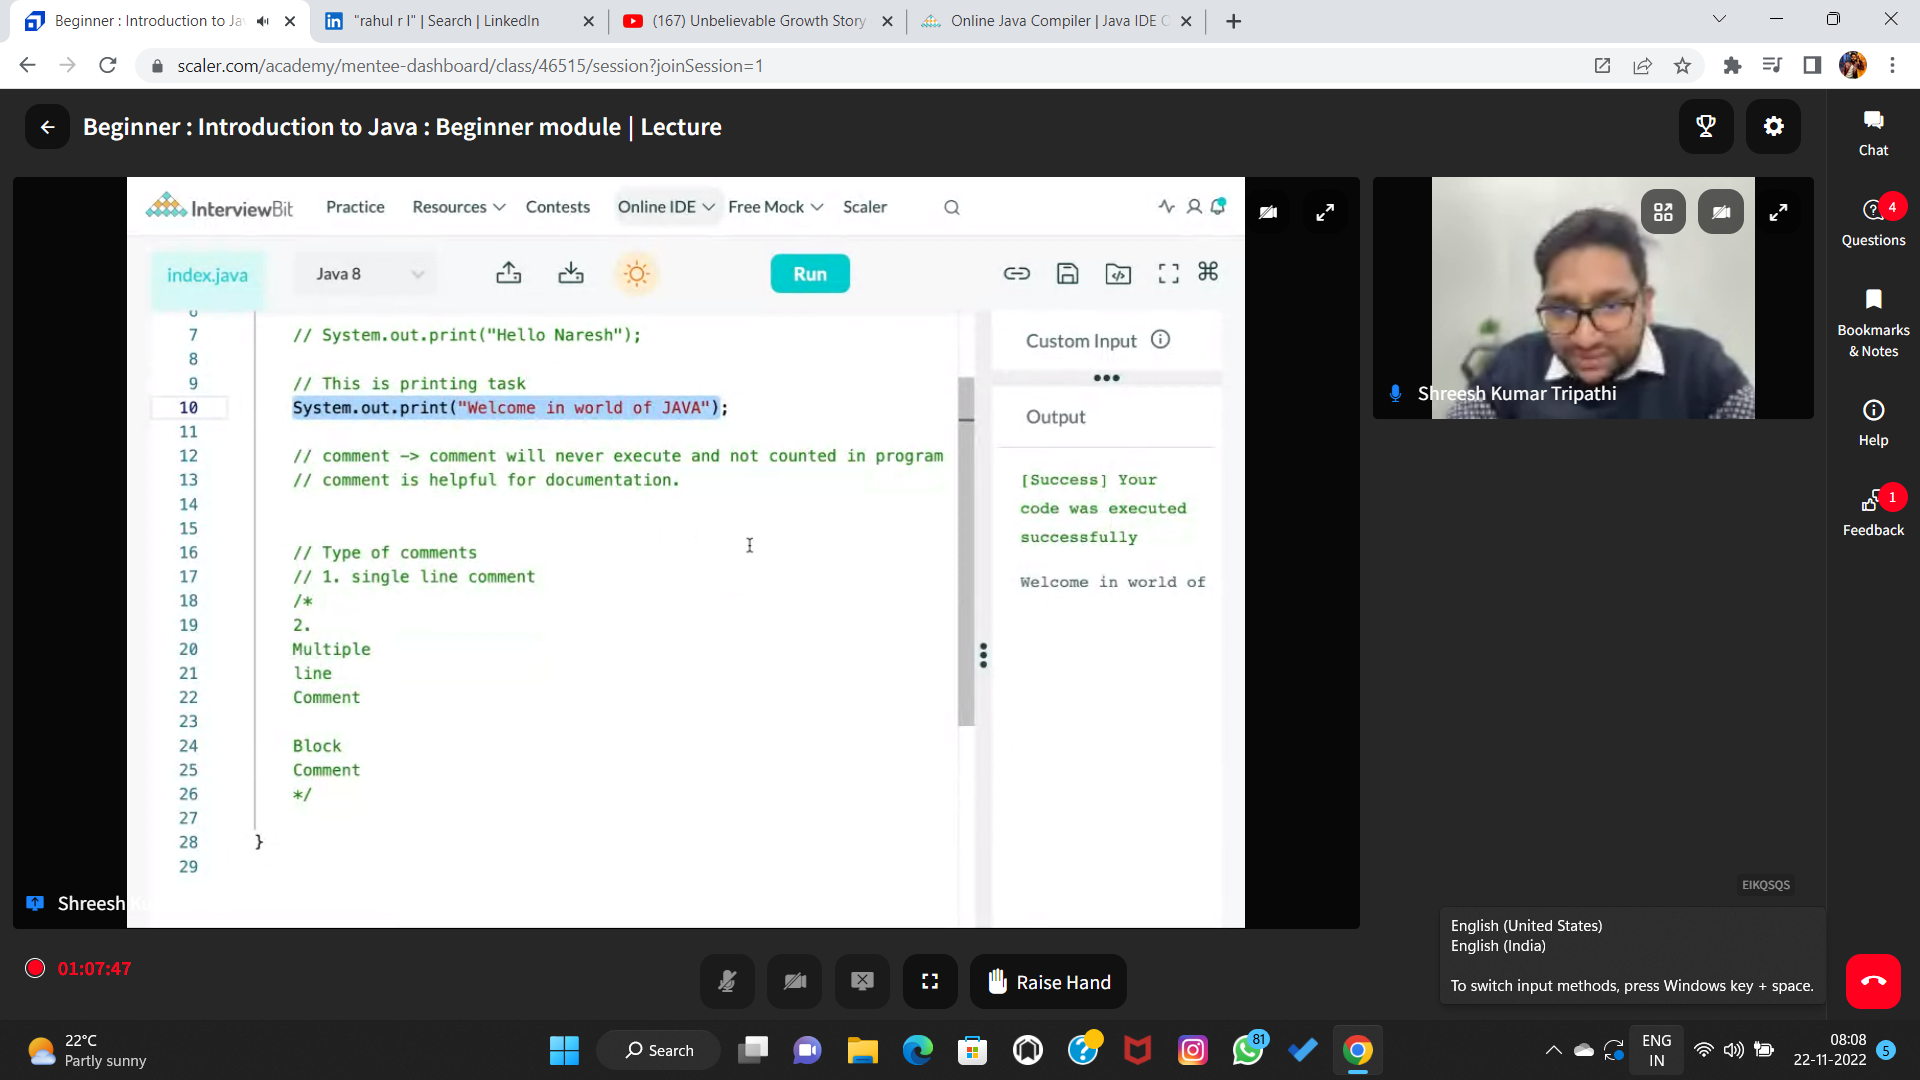 Beginner : Introduction to Ja
"rahul r l" | Search | LinkedIn
(167) Unbelievable Growth Story
Online Java Compiler | Java IDE
scaler.com/academy/mentee-dashboard/class/46515/session?joinSession=1
Beginner : Introduction to Java : Beginner module | Lecture
Chat
InterviewBit
Practice
Resources
Contests
Online IDE
Free Mock
Scaler
4
Questions
index.java
Java 8
Run
6
7 // System.out.print("Hello Naresh");
8
9 // This is printing task
10 System.out.print("Welcome in world of JAVA");
11
12 // comment -> comment will never execute and not counted in program
13 // comment is helpful for documentation.
14
15
16 // Type of comments
17 // 1. single line comment
18 /*
19 2.
20 Multiple
21 line
22 Comment
23
24 Block
25 Comment
26 */
27
28 }
29
Custom Input
Output
[Success] Your
code was executed
successfully
Welcome in world of
Shreesh Kumar Tripathi
Bookmarks
& Notes
Help
1
Feedback
Shreesh
EIKQSQS
English (United States)
English (India)
To switch input methods, press Windows key + space.
01:07:47
Raise Hand
22°C
Partly sunny
Search
81
ENG
IN
08:08
22-11-2022
5